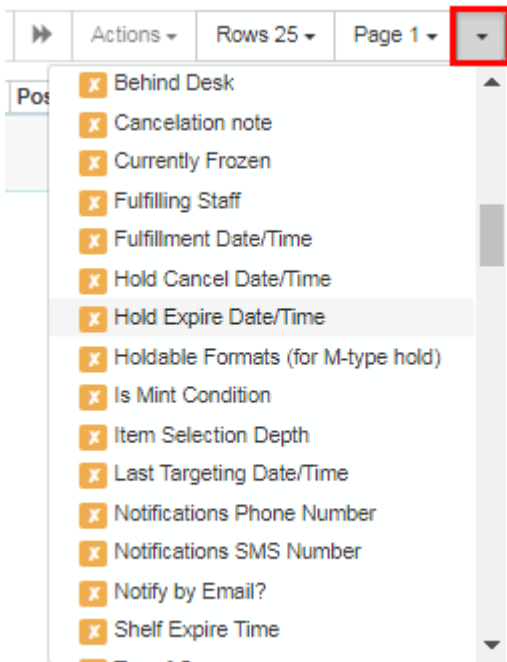 Actions Rows 25 Page 1
Pos
x Behind Desk
x Cancelation note
x Currently Frozen
x Fulfilling Staff
x Fulfillment Date/Time
x Hold Cancel Date/Time
x Hold Expire Date/Time
x Holdable Formats (for M-type hold)
x Is Mint Condition
x Item Selection Depth
x Last Targeting Date/Time
x Notifications Phone Number
x Notifications SMS Number
x Notify by Email?
x Shelf Expire Time